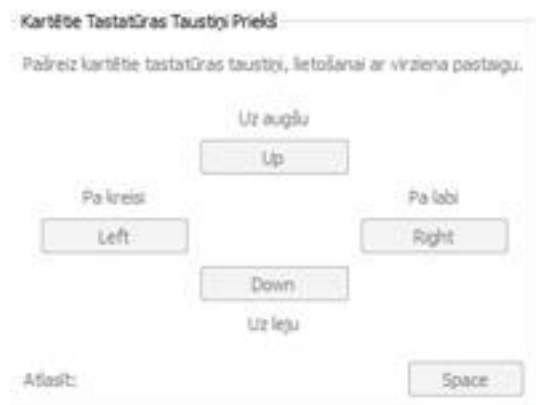 Kartētie Tastatūras Taustiņi Priekš
Pašreiz kartētie tastatūras taustiņi, lietošanai ar virziena pastaigu.
Uz augšu
Up
Pa kreisi
Pa labi
Left
Right
Down
Uz leju
Atlasīt:
Space